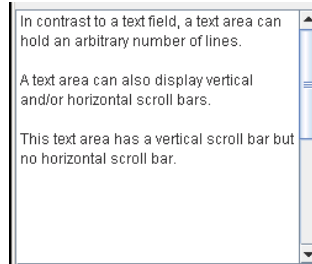 In contrast to a text field, a text area can
hold an arbitrary number of lines.
A text area can also display vertical
and/or horizontal scroll bars.
This text area has a vertical scroll bar but
no horizontal scroll bar.